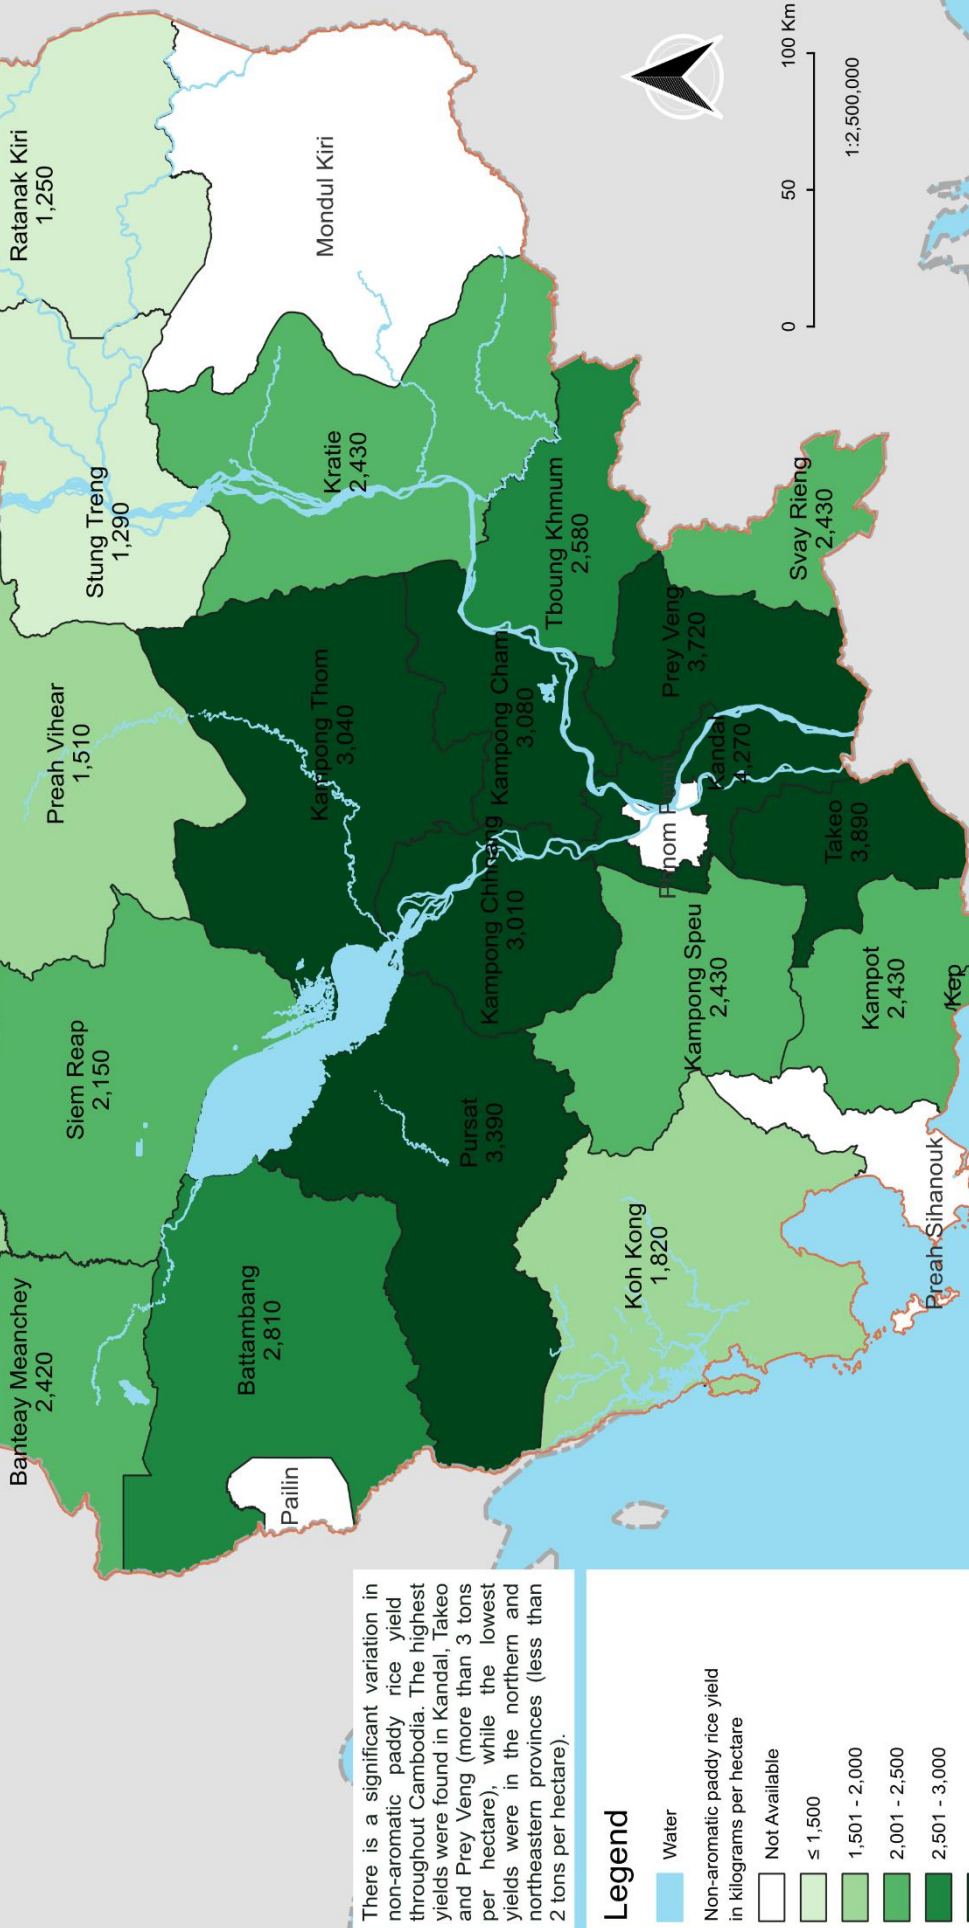 Banteay Meanchey
2,420
Siem Reap
2,150
Preah Vihear
1,510
Stung Treng
1,290
Ratanak Kiri
1,250
Battambang
2,810
Pailin
Pursat
3,390
Kampong Thom
3,040
Kratie
2,430
Mondul Kiri
Kampong Chhnang
3,010
Kampong Cham
3,080
Tboung Khmum
2,580
Koh Kong
1,820
Kampong Speu
2,430
Phnom Penh
Kandal
4,270
Prey Veng
3,720
Svay Rieng
2,430
Takeo
3,890
Kampot
2,430
Kep
Preah Sihanouk
0 50 100 Km
1:2,500,000
There is a significant variation in
non-aromatic paddy rice yield
throughout Cambodia. The highest
yields were found in Kandal, Takeo
and Prey Veng (more than 3 tons
per hectare), while the lowest
yields were in the northern and
northeastern provinces (less than
2 tons per hectare).
Legend
Water
Non-aromatic paddy rice yield
in kilograms per hectare
Not Available
≤ 1,500
1,501 - 2,000
2,001 - 2,500
2,501 - 3,000